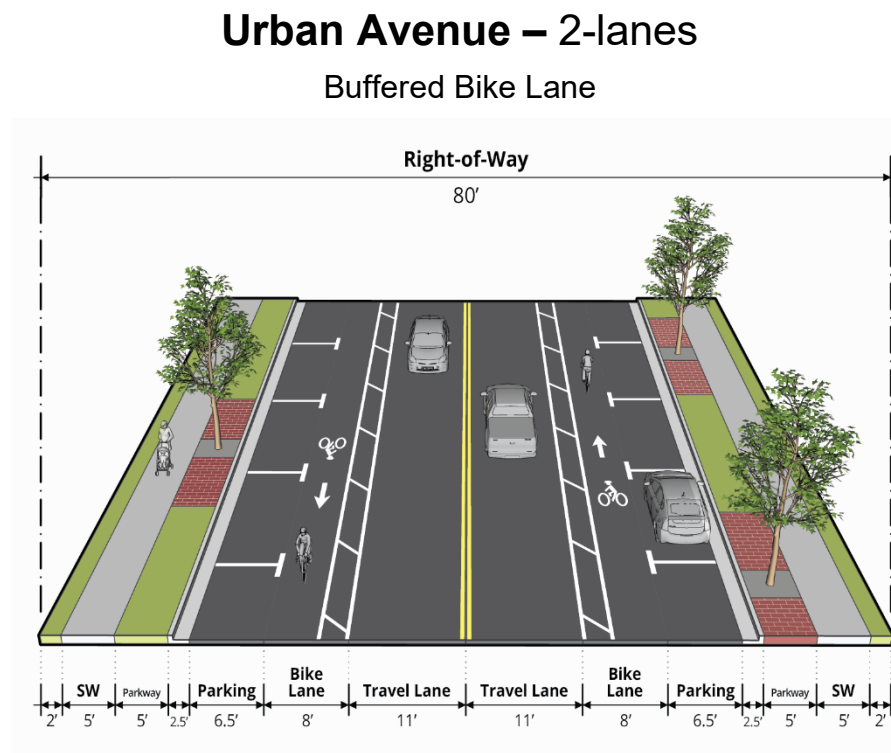 Urban Avenue – 2-lanes
Buffered Bike Lane
Right-of-Way
80’
SW Parkway Parking Bike Lane Travel Lane Travel Lane Bike Lane Parking Parkway SW
2’ 5’ 5’ 2.5’ 6.5’ 8’ 11’ 11’ 8’ 6.5’ 2.5’ 5’ 5’ 2’